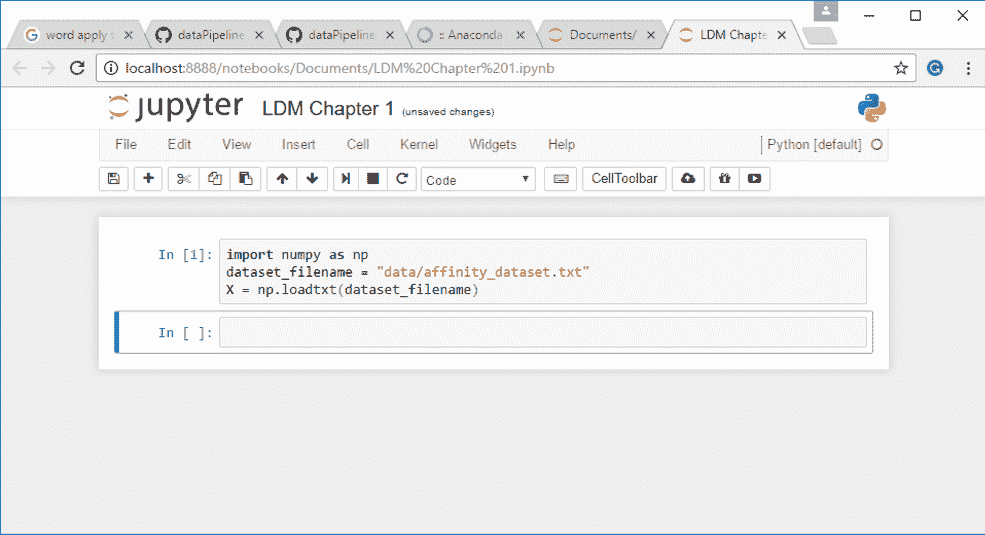 word apply t
dataPipeline
dataPipeline
:: Anaconda
Documents/
LDM Chapte
localhost:8888/notebooks/Documents/LDM%20Chapter%201.ipynb
jupyter LDM Chapter 1 (unsaved changes)
File Edit View Insert Cell Kernel Widgets Help Python [default]
Code CellToolbar
In [1]: import numpy as np
dataset_filename = "data/affinity_dataset.txt"
X = np.loadtxt(dataset_filename)
In [ ]: